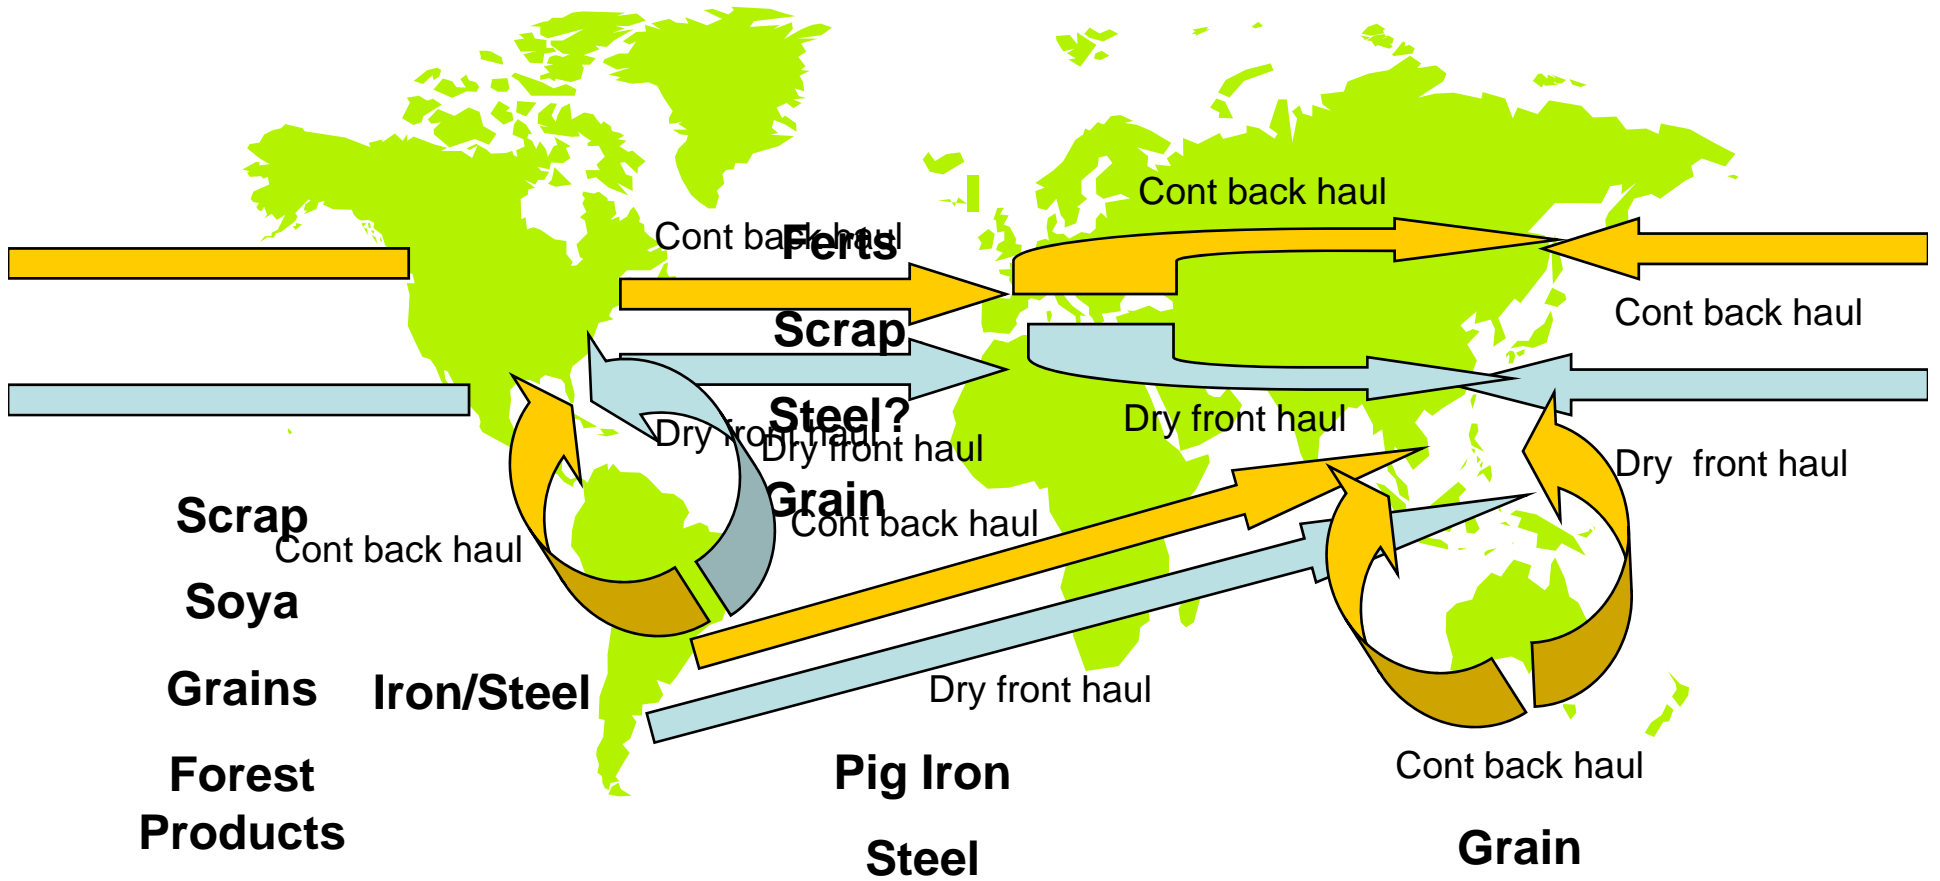 Cont back haul
Cont back haul
Ferts
Cont back haul
Scrap
Steel?
Dry front haul
Dry front haul
Dry front haul
Dry  front haul
Grain
Cont back haul
Cont back haul
Scrap
Soya
Grains
Forest
Products
Iron/Steel
Dry front haul
Pig Iron
Steel
Cont back haul
Grain